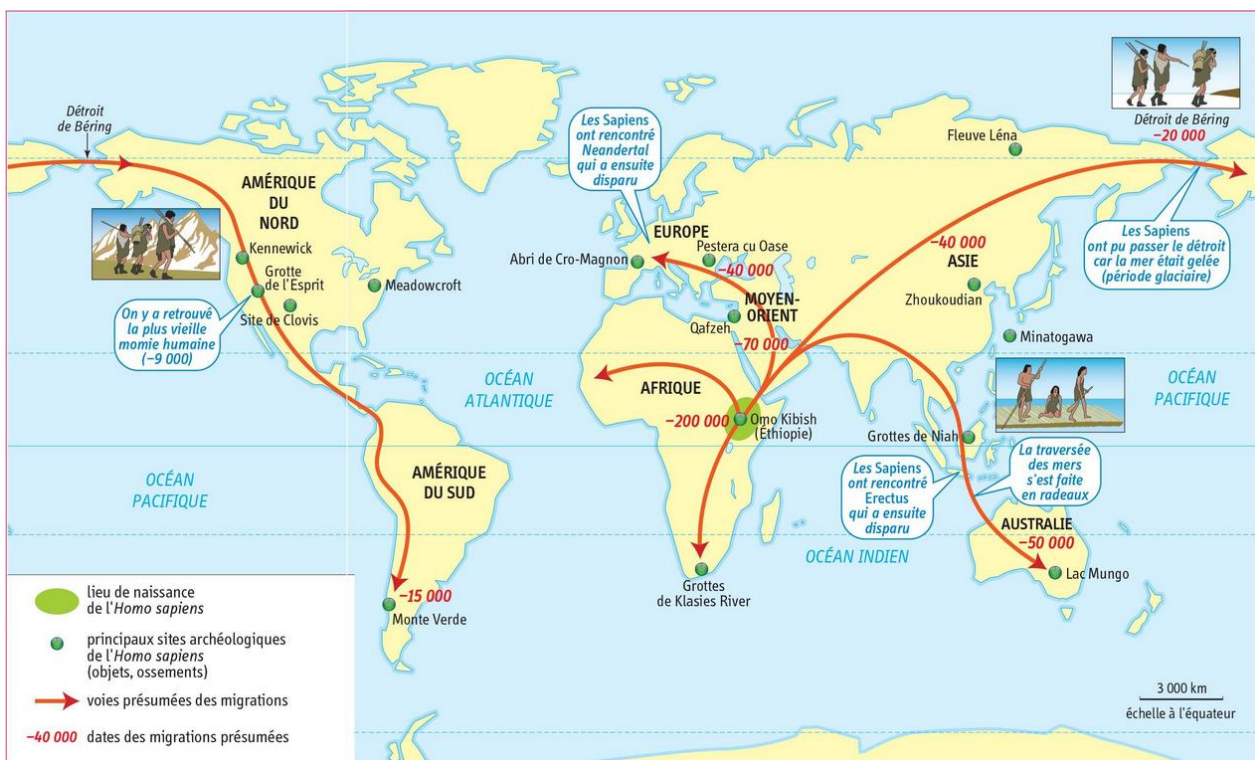 Détroit
de Béring
AMÉRIQUE
DU
NORD
Kennewick
Grotte
de l'Esprit
Site de Clovis
Meadowcroft
On y a retrouvé
la plus vieille
momie humaine
(–9 000)
OCÉAN
PACIFIQUE
AMÉRIQUE
DU SUD
–15 000
Monte Verde
OCÉAN
ATLANTIQUE
Les Sapiens
ont rencontré
Neandertal
qui a ensuite
disparu
EUROPE
Abri de Cro-Magnon
Pestera cu Oase
–40 000
MOYEN-
ORIENT
Qafzeh
–70 000
AFRIQUE
–200 000
Omo Kibish
(Éthiopie)
Grottes
de Klasies River
Fleuve Léna
Détroit de Béring
–20 000
Les Sapiens
ont pu passer le détroit
car la mer était gelée
(période glaciaire)
–40 000
ASIE
Zhoukoudian
Minatogawa
OCÉAN
PACIFIQUE
Grottes de Niah
Les Sapiens
ont rencontré
Erectus
qui a ensuite
disparu
La traversée
des mers
s'est faite
en radeaux
OCÉAN INDIEN
AUSTRALIE
–50 000
Lac Mungo
lieu de naissance
de l'Homo sapiens
principaux sites archéologiques
de l'Homo sapiens
(objets, ossements)
voies présumées des migrations
–40 000 dates des migrations présumées
3 000 km
échelle à l'équateur